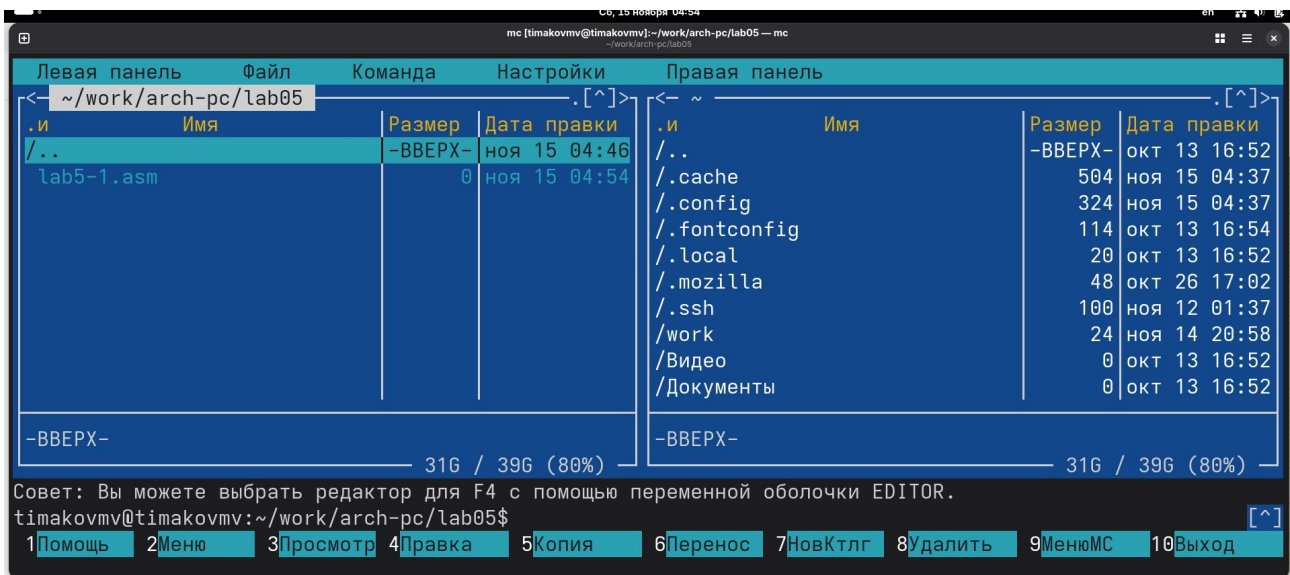 Сб, 15 ноября 04:54
en
mc [timakovmv@timakovmv]:~/work/arch-pc/lab05 — mc
~/work/arch-pc/lab05
Левая панель Файл Команда Настройки Правая панель
<— ~/work/arch-pc/lab05 .[^]>
.и Имя Размер Дата правки
/.. -ВВЕРХ- ноя 15 04:46
lab5-1.asm 0 ноя 15 04:54
-ВВЕРХ-
31G / 39G (80%)
<— ~ .[^]>
.и Имя Размер Дата правки
/.. -ВВЕРХ- окт 13 16:52
/.cache 504 ноя 15 04:37
/.config 324 ноя 15 04:37
/.fontconfig 114 окт 13 16:54
/.local 20 окт 13 16:52
/.mozilla 48 окт 26 17:02
/.ssh 100 ноя 12 01:37
/work 24 ноя 14 20:58
/Видео 0 окт 13 16:52
/Документы 0 окт 13 16:52
-ВВЕРХ-
31G / 39G (80%)
Совет: Вы можете выбрать редактор для F4 с помощью переменной оболочки EDITOR.
timakovmv@timakovmv:~/work/arch-pc/lab05$ [^]
1Помощь 2Меню 3Просмотр 4Правка 5Копия 6Перенос 7НовКтлг 8Удалить 9МенюMC 10Выход